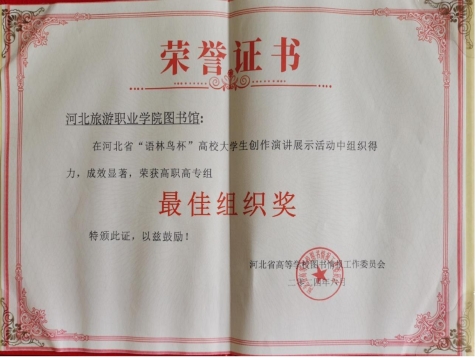 荣誉证书
河北旅游职业学院图书馆:
在河北省“语林鸟杯”高校大学生创作演讲展示活动中组织得
力,成效显著,荣获高职高专组
最佳组织奖
特颁此证,以兹鼓励!
河北省高等学校图书情报工作委员会